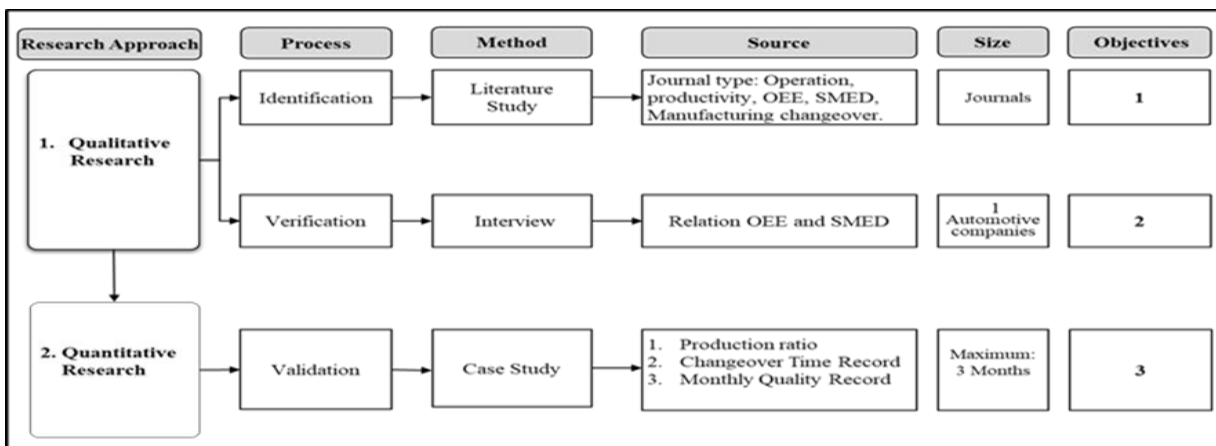 Research Approach
Process
Method
Source
Size
Objectives
1. Qualitative
Research
Identification
Literature
Study
Journal type: Operation,
productivity, OEE, SMED,
Manufacturing changeover.
Journals
1
Verification
Interview
Relation OEE and SMED
1
Automotive
companies
2
2. Quantitative
Research
Validation
Case Study
1. Production ratio
2. Changeover Time Record
3. Monthly Quality Record
Maximum:
3 Months
3